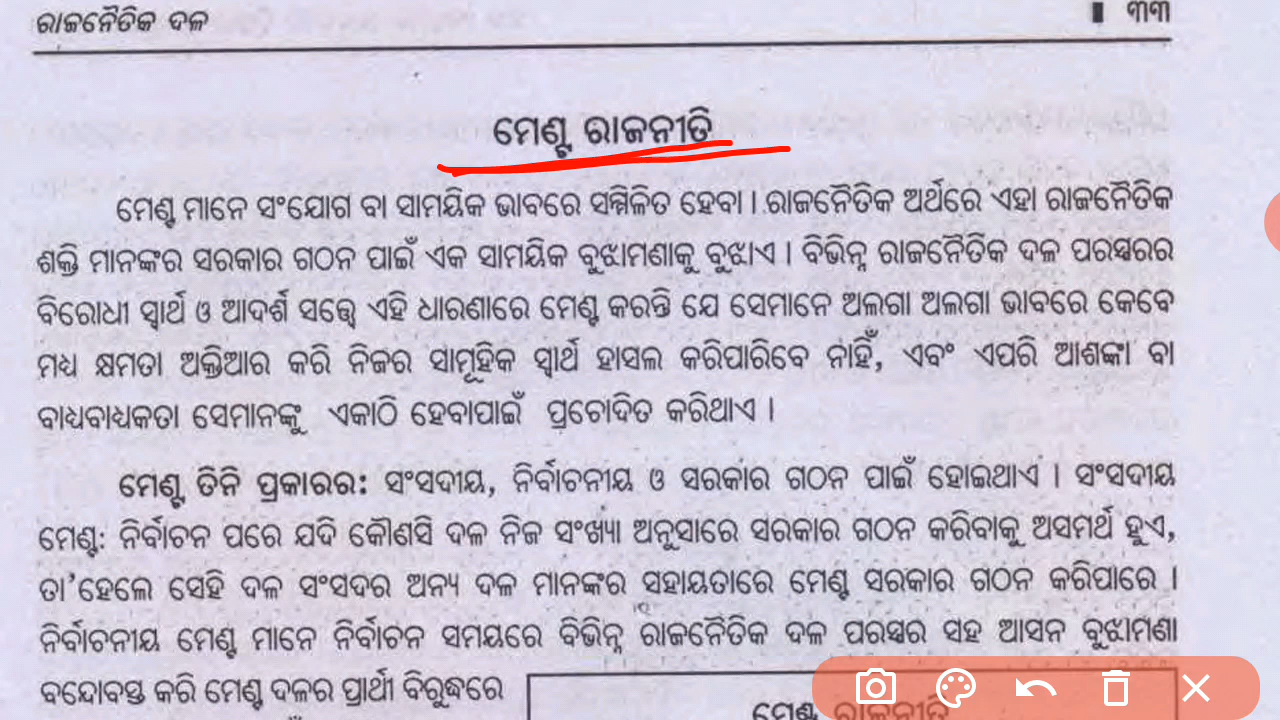 ରାଜନୈତିକ ଦଳ ୩୩
ମେଣ୍ଟ ରାଜନୀତି
ମେଣ୍ଟ ମାନେ ସଂଯୋଗ ବା ସାମୟିକ ଭାବରେ ସମ୍ମିଳିତ ହେବା । ରାଜନୈତିକ ଅର୍ଥରେ ଏହା ରାଜନୈତିକ
ଶକ୍ତି ମାନଙ୍କର ସରକାର ଗଠନ ପାଇଁ ଏକ ସାମୟିକ ବୁଝାମଣାକୁ ବୁଝାଏ । ବିଭିନ୍ନ ରାଜନୈତିକ ଦଳ ପରସ୍ପରର
ବିରୋଧୀ ସ୍ୱାର୍ଥ ଓ ଆଦର୍ଶ ସତ୍ତ୍ୱେ ଏହି ଧାରଣାରେ ମେଣ୍ଟ କରନ୍ତି ଯେ ସେମାନେ ଅଲଗା ଅଲଗା ଭାବରେ କେବେ
ମଧ୍ୟ କ୍ଷମତା ଅକ୍ତିଆର କରି ନିଜର ସାମୂହିକ ସ୍ୱାର୍ଥ ହାସଲ କରିପାରିବେ ନାହିଁ, ଏବଂ ଏପରି ଆଶଙ୍କା ବା
ବାଧ୍ୟବାଧକତା ସେମାନଙ୍କୁ ଏକାଠି ହେବାପାଇଁ ପ୍ରଚୋଦିତ କରିଥାଏ ।
ମେଣ୍ଟ ତିନି ପ୍ରକାରର: ସଂସଦୀୟ, ନିର୍ବାଚନୀୟ ଓ ସରକାର ଗଠନ ପାଇଁ ହୋଇଥାଏ । ସଂସଦୀୟ
ମେଣ୍ଟ: ନିର୍ବାଚନ ପରେ ଯଦି କୌଣସି ଦଳ ନିଜ ସଂଖ୍ୟା ଅନୁସାରେ ସରକାର ଗଠନ କରିବାକୁ ଅସମର୍ଥ ହୁଏ,
ତା'ହେଲେ ସେହି ଦଳ ସଂସଦର ଅନ୍ୟ ଦଳ ମାନଙ୍କର ସହାୟତାରେ ମେଣ୍ଟ ସରକାର ଗଠନ କରିପାରେ ।
ନିର୍ବାଚନୀୟ ମେଣ୍ଟ ମାନେ ନିର୍ବାଚନ ସମୟରେ ବିଭିନ୍ନ ରାଜନୈତିକ ଦଳ ପରସ୍ପର ସହ ଆସନ ବୁଝାମଣା
ବନ୍ଦୋବସ୍ତ କରି ମେଣ୍ଟ ଦଳର ପ୍ରାର୍ଥୀ ବିରୁଦ୍ଧରେ
ମେଣ୍ଟ ରାଜନୀତି